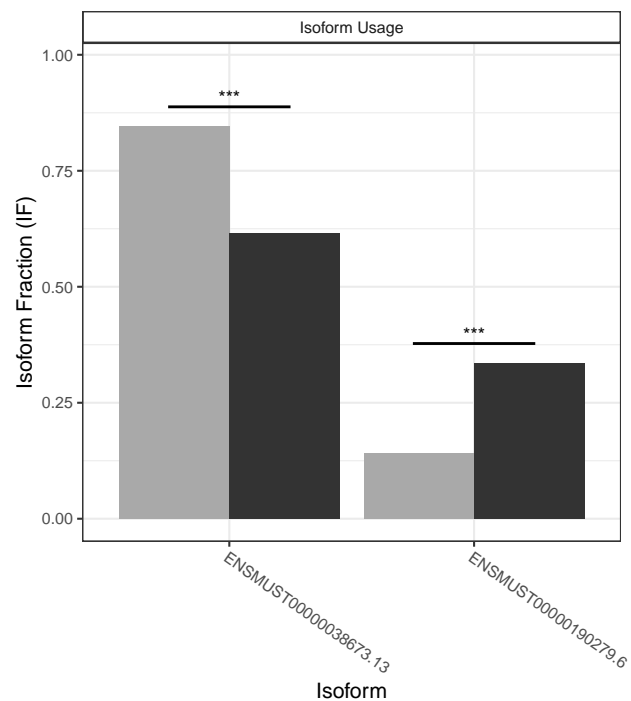 Isoform Usage
1.00
***
0.75
0.50
***
0.25
0.00
Isoform Fraction (IF)
ENSMUST00000038673.13
ENSMUST00000190279.6
Isoform